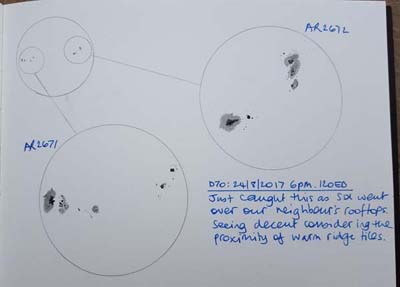 AR2672
AR2671
D70: 24/8/2017 6pm. 120ED
Just caught this as Sol went
over our neighbour's rooftops.
Seeing decent considering the
proximity of warm ridge tiles.